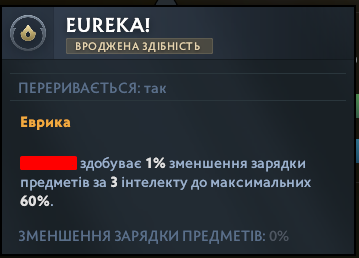 EUREKA!
ВРОДЖЕНА ЗДІБНІСТЬ
ПЕРЕРИВАЄТЬСЯ: так
Еврика
здобуває 1% зменшення зарядки
предметів за 3 інтелекту до максимальних
60%.
ЗМЕНШЕННЯ ЗАРЯДКИ ПРЕДМЕТІВ: 0%